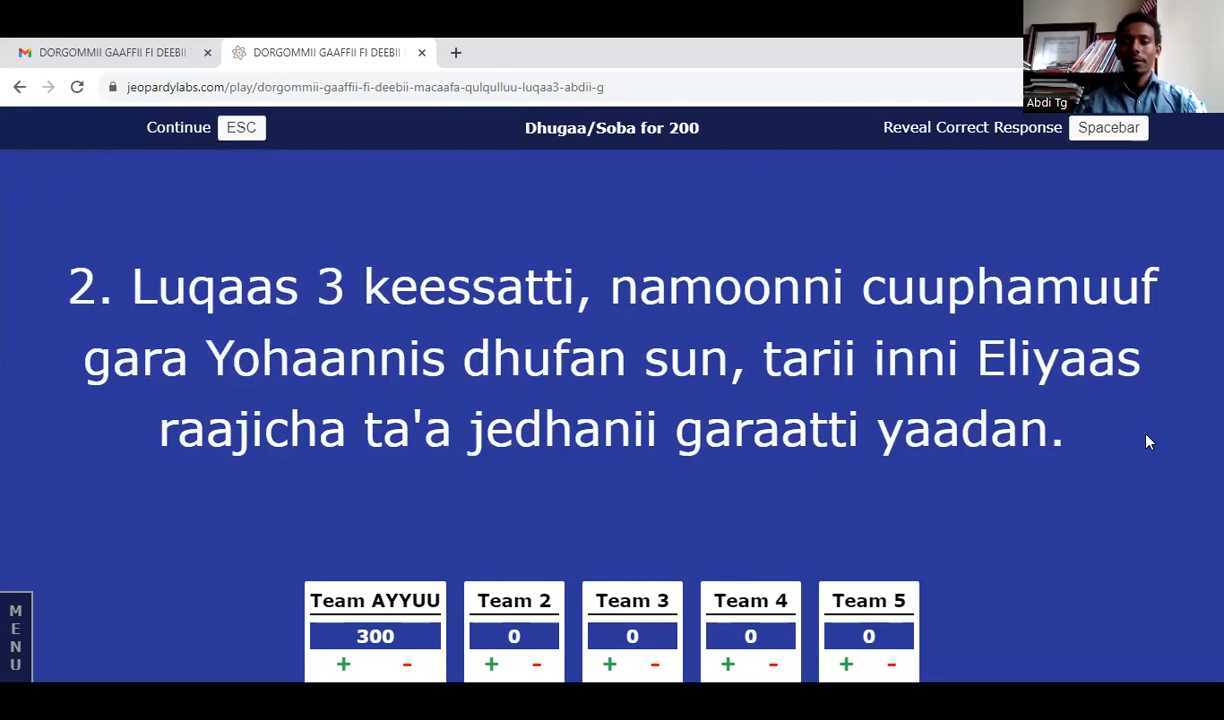 DORGOMMII GAAFFII FI DEEBII
DORGOMMII GAAFFII FI DEEBII
jeopardylabs.com/play/dorgommii-gaaffii-fi-deebii-macaafa-qulqulluu-luqaa3-abdii-g
Abdi Tg
Continue ESC
Dhugaa/Soba for 200
Reveal Correct Response Spacebar
2. Luqaas 3 keessatti, namoonni cuuphamuuf
gara Yohaannis dhufan sun, tarii inni Eliyaas
raajicha ta'a jedhanii garaatti yaadan.
MENU
Team AYYUU Team 2 Team 3 Team 4 Team 5
300 0 0 0 0
+ - + - + - + - + -